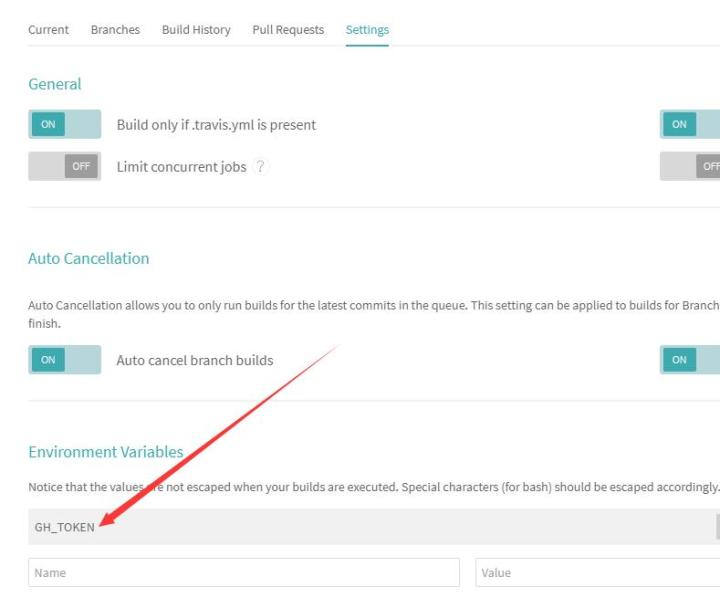 Current Branches Build History Pull Requests Settings
General
ON Build only if .travis.yml is present ON
OFF Limit concurrent jobs ? OFF
Auto Cancellation
Auto Cancellation allows you to only run builds for the latest commits in the queue. This setting can be applied to builds for Branch
finish.
ON Auto cancel branch builds ON
Environment Variables
Notice that the values are not escaped when your builds are executed. Special characters (for bash) should be escaped accordingly.
GH_TOKEN
Name Value